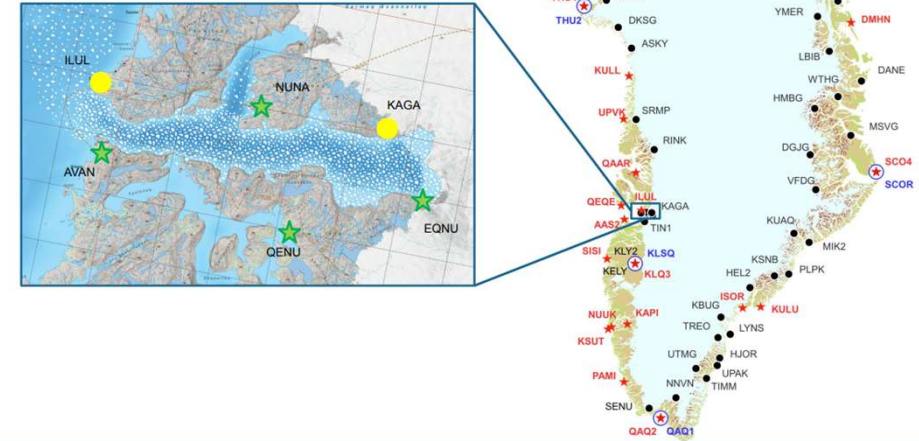 ILUL
NUNA
KAGA
AVAN
QENU
EQNU
THU2
DKSG
ASKY
KULL
UPVK
SRMP
RINK
QAAR
QEQE
ILUL
KAGA
AAS2
TIN1
SISI
KLY2
KLSQ
KELY
KLQ3
NUUK
KAPI
KSUT
PAMI
SENU
QAQ2
QAQ1
NNVN
TIMM
UPAK
HJOR
UTMG
LYNS
TREO
KBUG
ISOR
KULU
HEL2
KSNB
PLPK
MIK2
KUAQ
VFDG
SCOR
SCO4
DGJG
MSVG
HMBG
WTHG
DANE
LBIB
DMHN
YMER